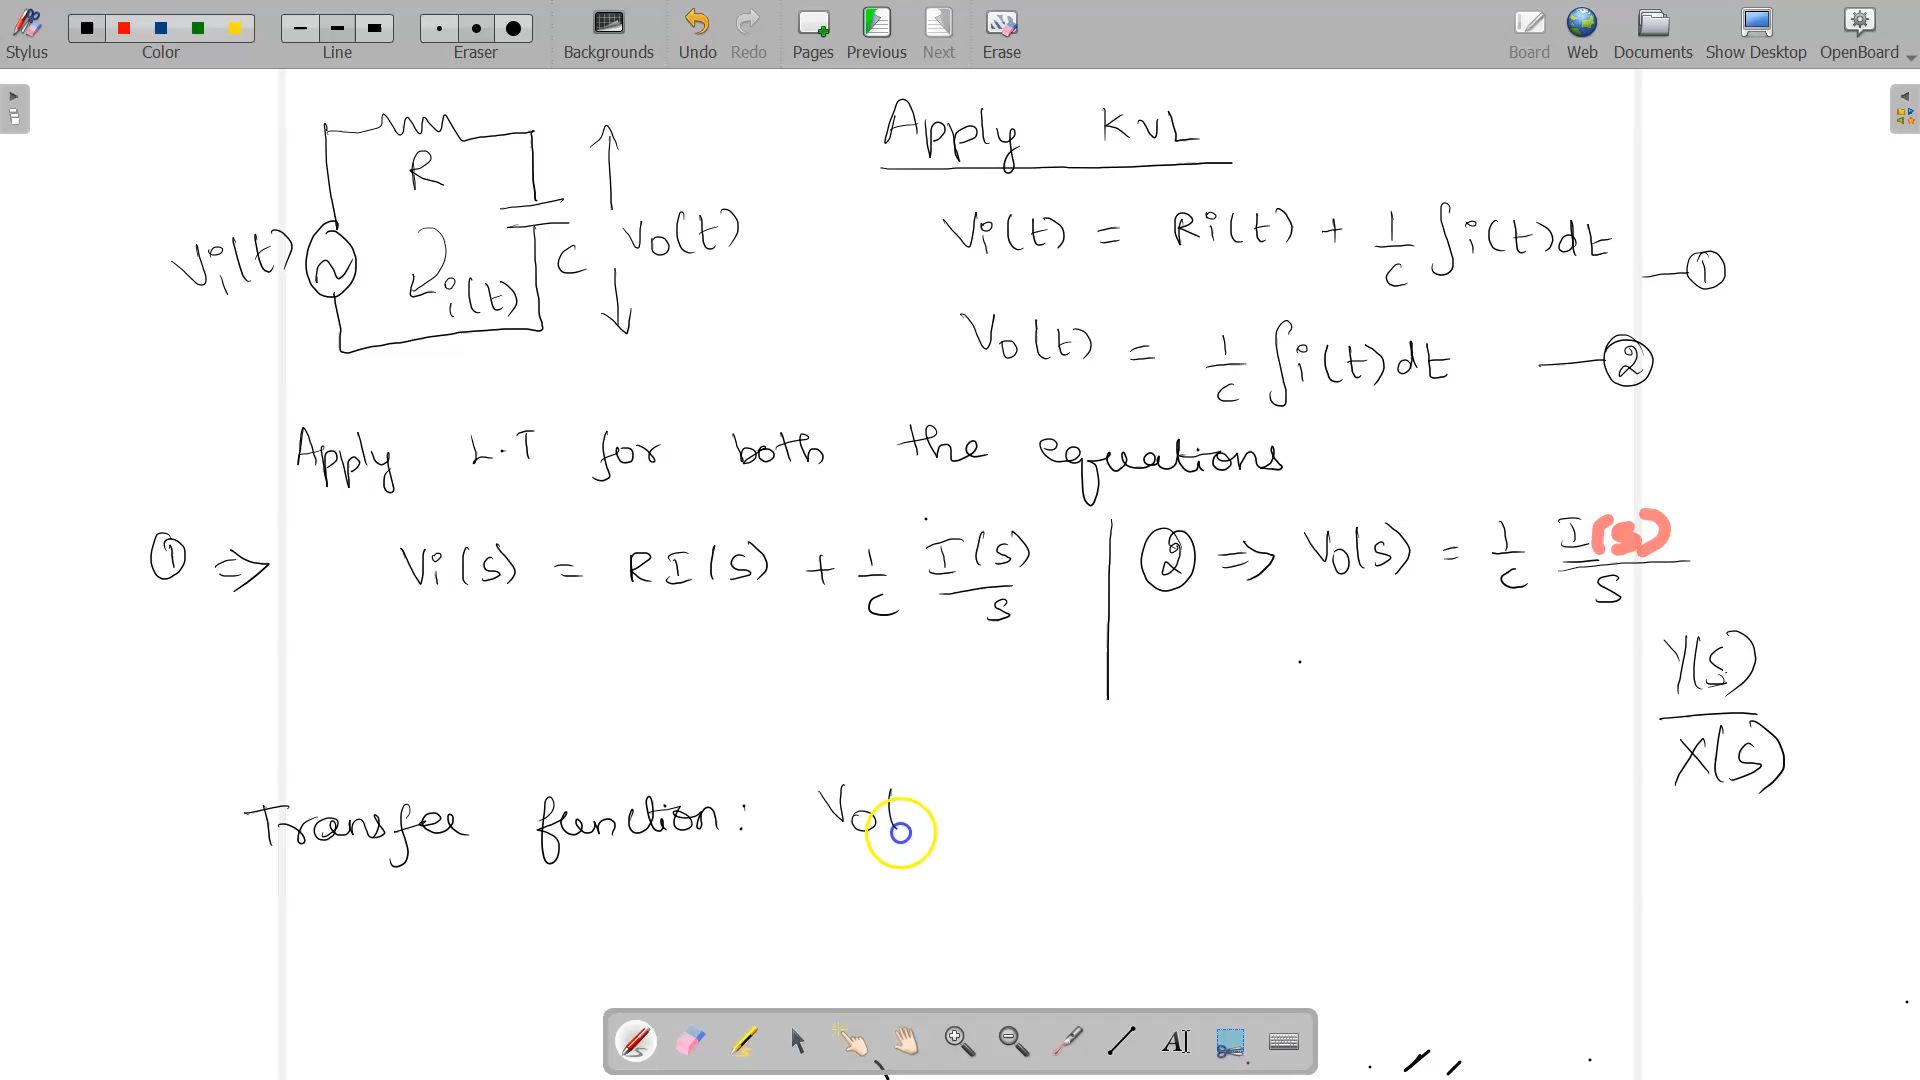 Stylus Color Line Eraser Backgrounds Undo Redo Pages Previous Next Erase Board Web Documents Show Desktop OpenBoard
Apply KVL
R
Vi(t)
i(t)
C
Vo(t)
Vi(t) = Ri(t) + 1/C ∫i(t)dt — ①
Vo(t) = 1/C ∫i(t)dt — ②
Apply L.T for both the equations
① ⇒ Vi(s) = RI(s) + 1/C I(s)/s
② ⇒ Vo(s) = 1/C I(s)/s
Y(s)/X(s)
Transfer function: Vo(
AI